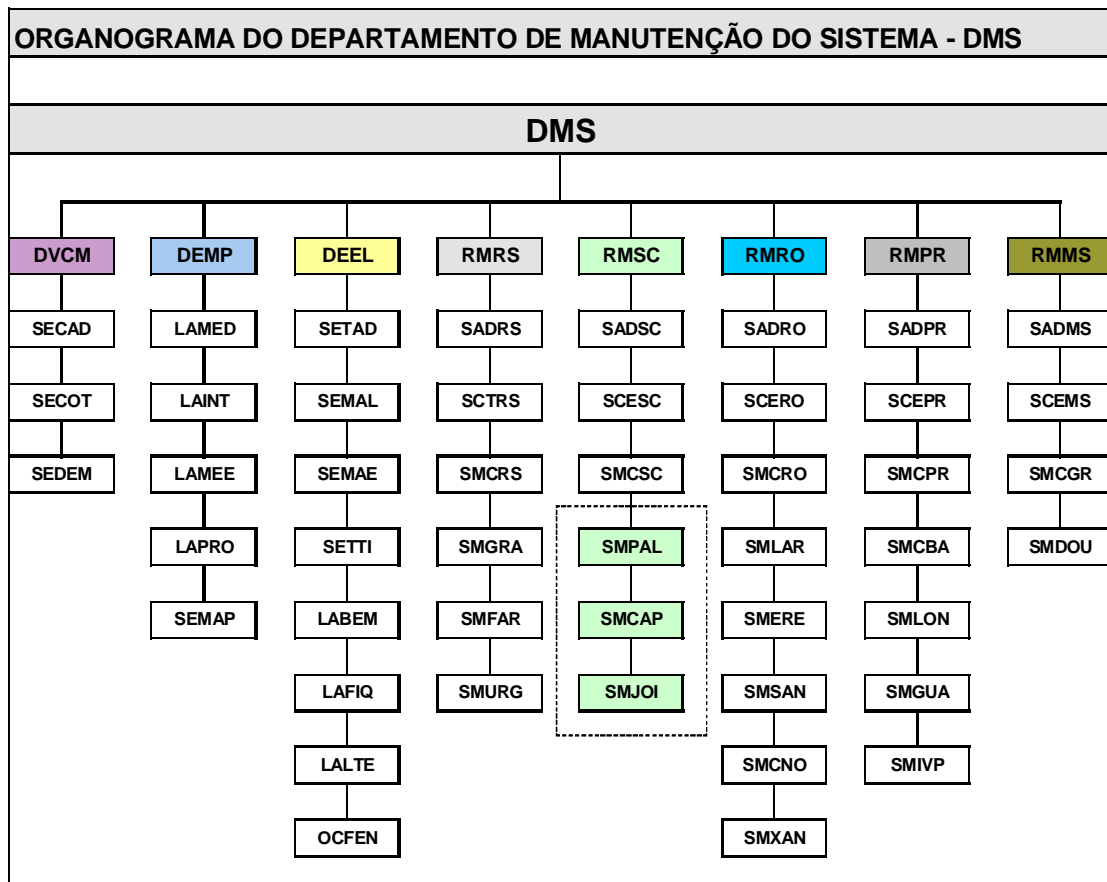 ORGANOGRAMA DO DEPARTAMENTO DE MANUTENÇÃO DO SISTEMA - DMS
DMS
DVCM DEMP DEEL RMRS RMSC RMRO RMPR RMMS
SECAD LAMED SETAD SADRS SADSC SADRO SADPR SADMS
SECOT LAINT SEMAL SCTRS SCESC SCERO SCEPR SCEMS
SEDEM LAMEE SEMAE SMCRS SMCSC SMCRO SMCPR SMCGR
LAPRO SETTI SMGRA SMPAL SMLAR SMCBA SMDOU
SEMAP LABEM SMFAR SMCAP SMERE SMLON
LAFIQ SMURG SMJOI SMSAN SMGUA
LALTE SMCNO SMIVP
OCFEN SMXAN